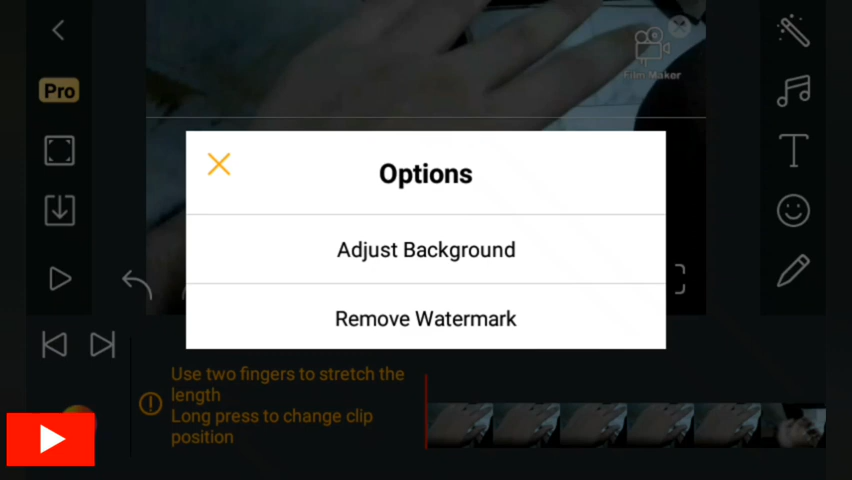 Film Maker
Pro
Options
Adjust Background
Remove Watermark
Use two fingers to stretch the
length
Long press to change clip
position